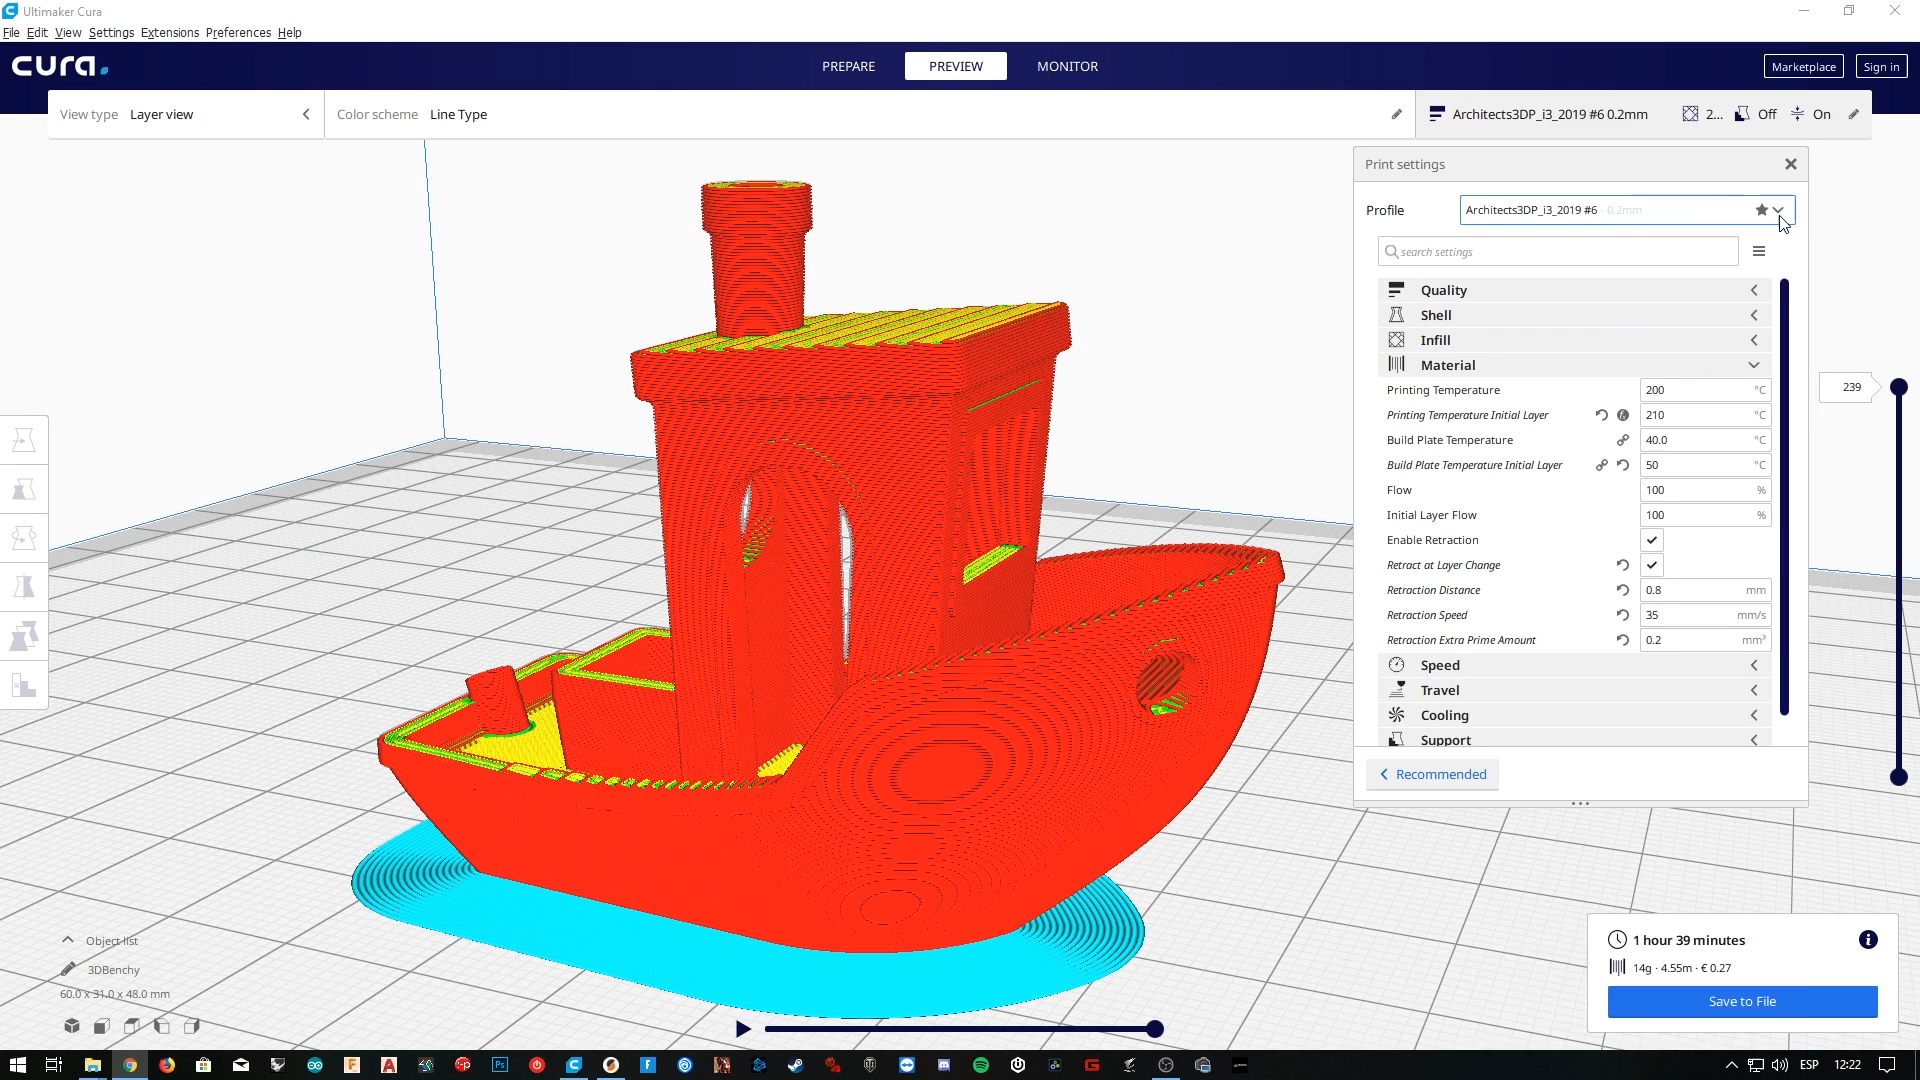 Ultimaker Cura
File Edit View Settings Extensions Preferences Help
cura.
PREPARE PREVIEW MONITOR
Marketplace Sign in
View type Layer view
Color scheme Line Type
Architects3DP_i3_2019 #6 0.2mm 2... Off On
Print settings
Profile Architects3DP_i3_2019 #6 - 0.2mm
search settings
Quality
Shell
Infill
Material
Printing Temperature 200 °C
Printing Temperature Initial Layer 210 °C
Build Plate Temperature 40.0 °C
Build Plate Temperature Initial Layer 50 °C
Flow 100 %
Initial Layer Flow 100 %
Enable Retraction
Retract at Layer Change
Retraction Distance 0.8 mm
Retraction Speed 35 mm/s
Retraction Extra Prime Amount 0.2 mm³
Speed
Travel
Cooling
Support
Recommended
239
Object list
3DBenchy
60.0 x 31.0 x 48.0 mm
1 hour 39 minutes
14g · 4.55m · € 0.27
Save to File
ESP 12:22